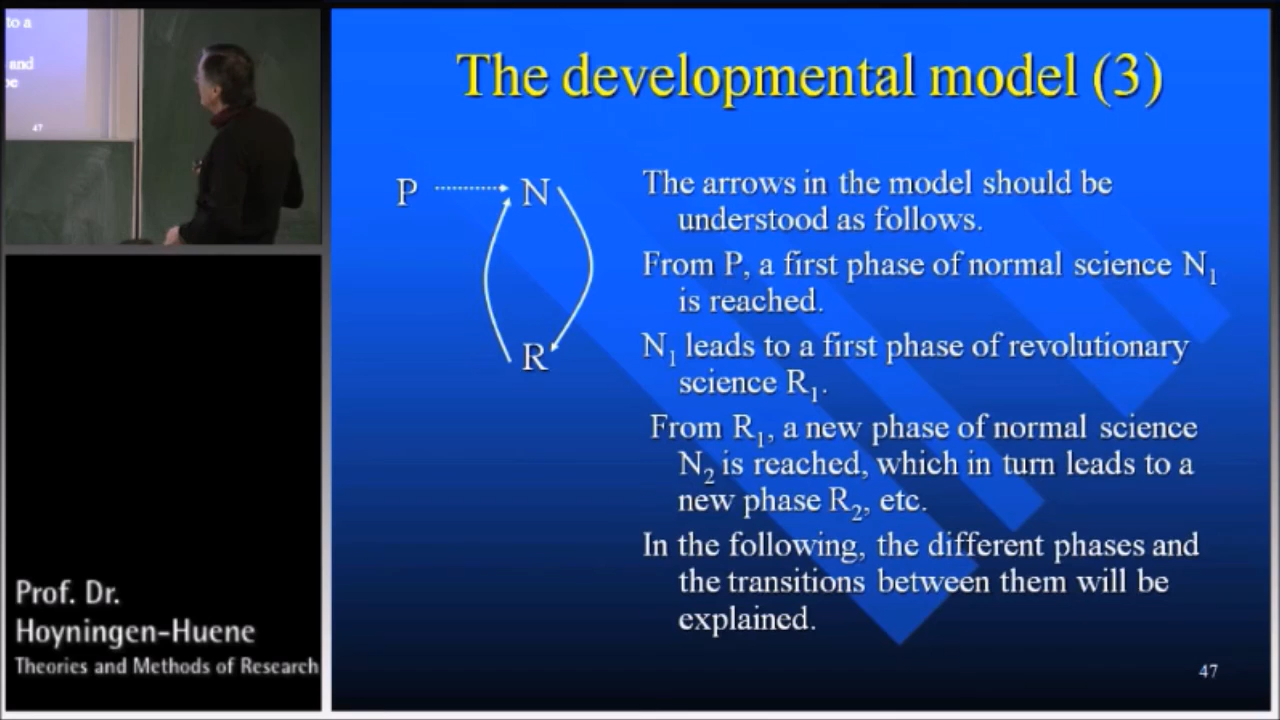 to a
and
47
The developmental model (3)
P
N
R
The arrows in the model should be
understood as follows.
From P, a first phase of normal science N1
is reached.
N1 leads to a first phase of revolutionary
science R1.
From R1, a new phase of normal science
N2 is reached, which in turn leads to a
new phase R2, etc.
In the following, the different phases and
the transitions between them will be
explained.
47
Prof. Dr.
Hoyningen-Huene
Theories and Methods of Research